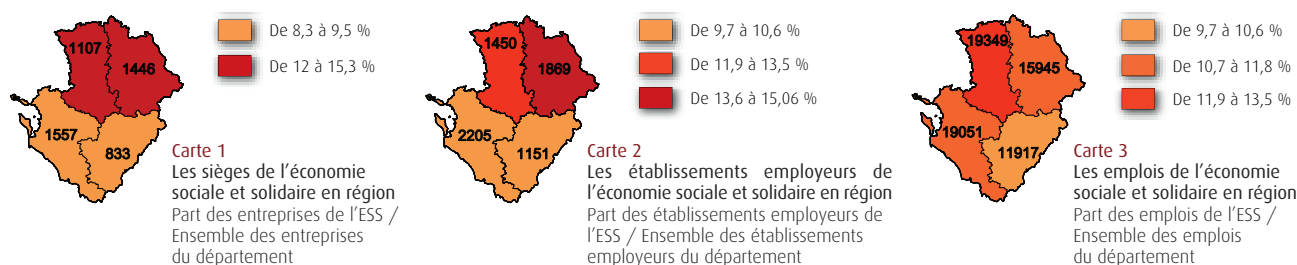 1107
1446
1557
833
De 8,3 à 9,5 %
De 12 à 15,3 %
Carte 1
Les sièges de l'économie
sociale et solidaire en région
Part des entreprises de l'ESS /
Ensemble des entreprises
du département
1450
1869
2205
1151
De 9,7 à 10,6 %
De 11,9 à 13,5 %
De 13,6 à 15,06 %
Carte 2
Les établissements employeurs de
l'économie sociale et solidaire en région
Part des établissements employeurs de
l'ESS / Ensemble des établissements
employeurs du département
19349
15945
19051
11917
De 9,7 à 10,6 %
De 10,7 à 11,8 %
De 11,9 à 13,5 %
Carte 3
Les emplois de l'économie
sociale et solidaire en région
Part des emplois de l'ESS /
Ensemble des emplois
du département